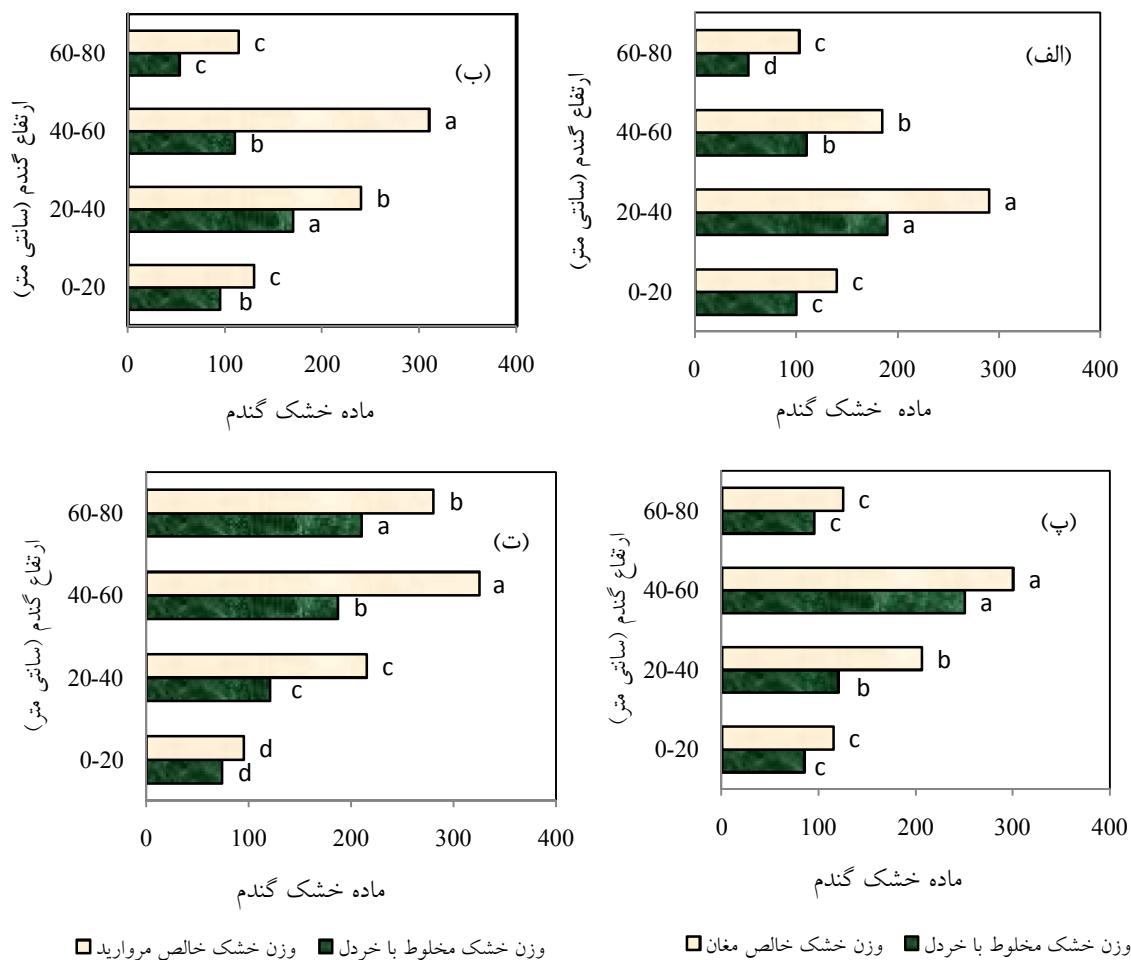 (الف)
ارتفاع گندم (سانتی متر)
60-80
c
d
40-60
b
b
20-40
a
a
0-20
c
c
0 100 200 300 400
ماده خشک گندم
(ب)
ارتفاع گندم (سانتی متر)
60-80
c
c
40-60
a
b
20-40
b
a
0-20
c
b
0 100 200 300 400
ماده خشک گندم
(پ)
ارتفاع گندم (سانتی متر)
60-80
c
c
40-60
a
a
20-40
b
b
0-20
c
c
0 100 200 300 400
ماده خشک گندم
وزن خشک مخلوط با خردل وزن خشک خالص مغان
(ت)
ارتفاع گندم (سانتی متر)
60-80
b
a
40-60
a
b
20-40
c
c
0-20
d
d
0 100 200 300 400
ماده خشک گندم
وزن خشک مخلوط با خردل وزن خشک خالص مروارید